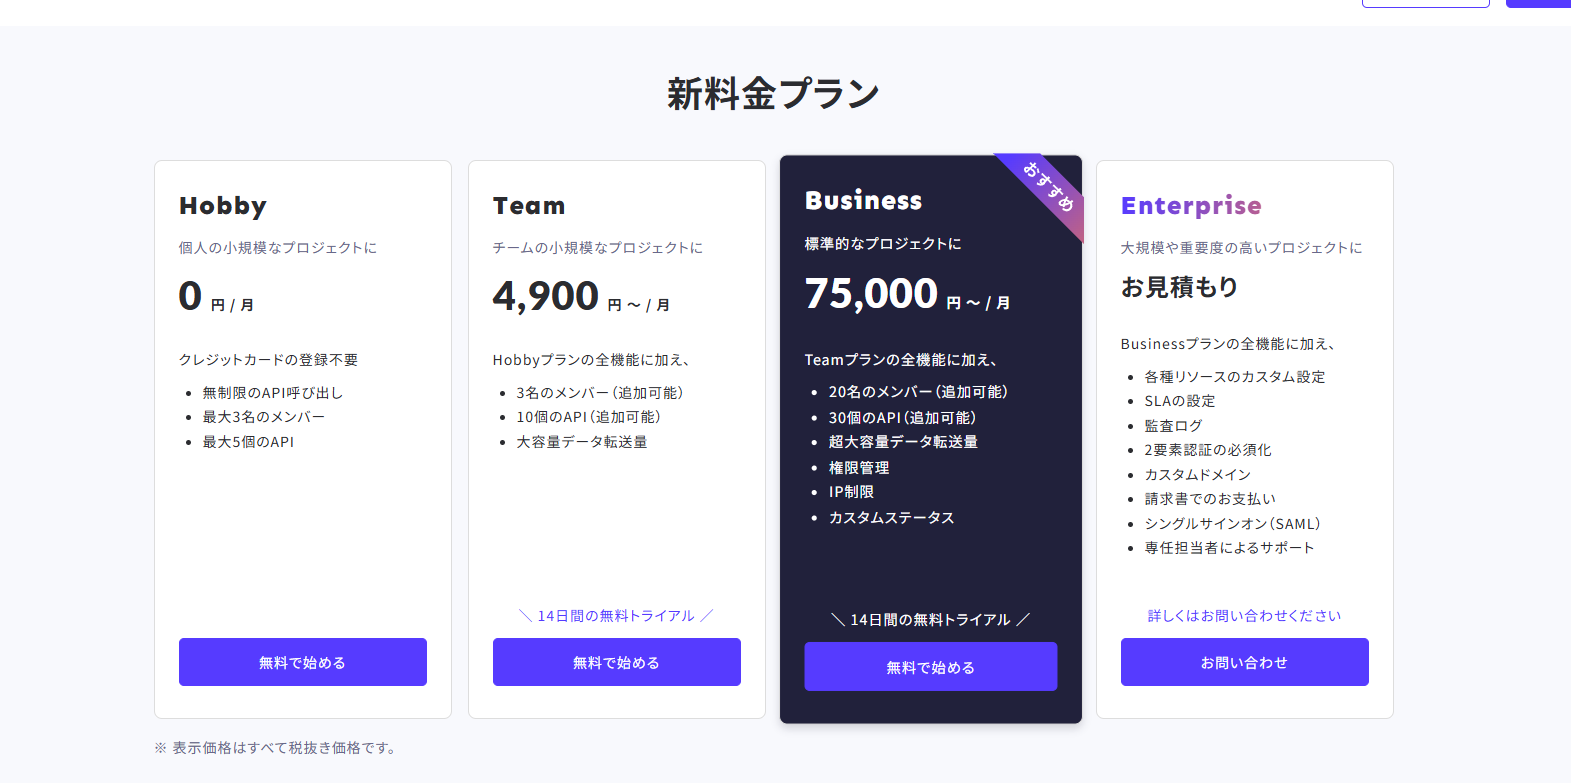 新料金プラン
Hobby
個人の小規模なプロジェクトに
0 円 / 月
クレジットカードの登録不要
• 無制限のAPI呼び出し
• 最大3名のメンバー
• 最大5個のAPI
無料で始める
Team
チームの小規模なプロジェクトに
4,900 円 〜 / 月
Hobbyプランの全機能に加え、
• 3名のメンバー（追加可能）
• 10個のAPI（追加可能）
• 大容量データ転送量
＼ 14日間の無料トライアル ／
無料で始める
おすすめ
Business
標準的なプロジェクトに
75,000 円 〜 / 月
Teamプランの全機能に加え、
• 20名のメンバー（追加可能）
• 30個のAPI（追加可能）
• 超大容量データ転送量
• 権限管理
• IP制限
• カスタムステータス
＼ 14日間の無料トライアル ／
無料で始める
Enterprise
大規模や重要度の高いプロジェクトに
お見積もり
Businessプランの全機能に加え、
• 各種リソースのカスタム設定
• SLAの設定
• 監査ログ
• 2要素認証の必須化
• カスタムドメイン
• 請求書でのお支払い
• シングルサインオン（SAML）
• 専任担当者によるサポート
詳しくはお問い合わせください
お問い合わせ
※ 表示価格はすべて税抜き価格です。